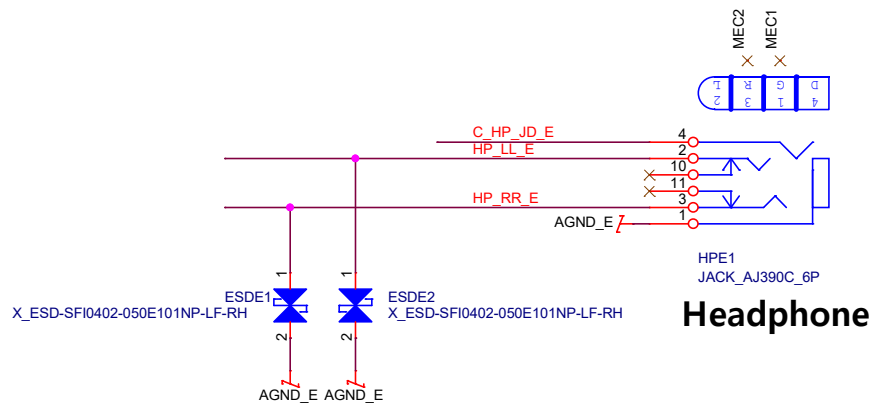 MEC2
MEC1
2 3 1 4
L R G D
C_HP_JD_E
4
HP_LL_E
2
10
11
HP_RR_E
3
AGND_E
1
HPE1
JACK_AJ390C_6P
Headphone
1
1
ESDE1
X_ESD-SFI0402-050E101NP-LF-RH
ESDE2
X_ESD-SFI0402-050E101NP-LF-RH
2
2
AGND_E
AGND_E